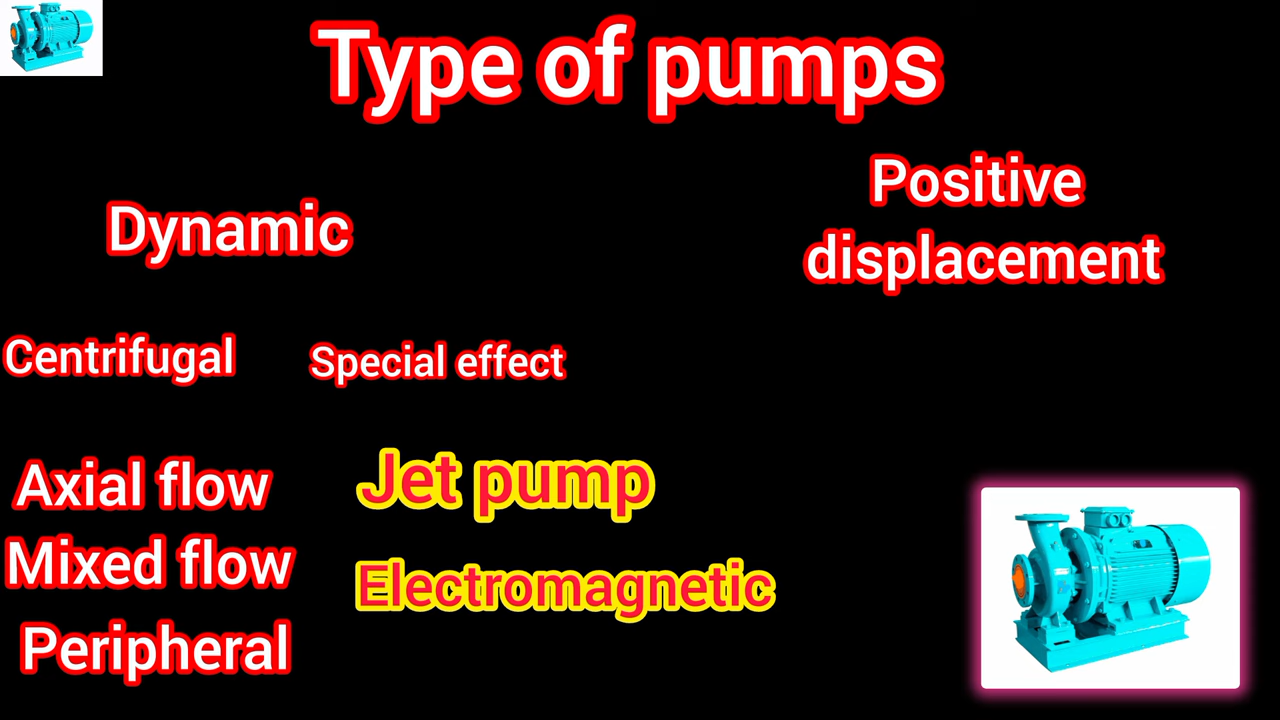 Type of pumps
Dynamic
Positive
displacement
Centrifugal
Special effect
Axial flow
Mixed flow
Peripheral
Jet pump
Electromagnetic